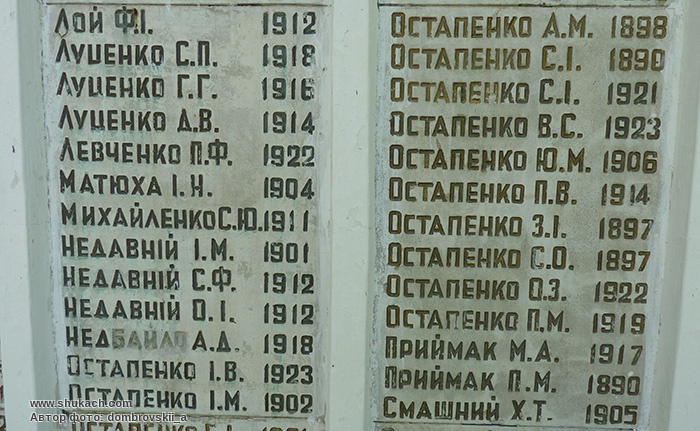 Лой Ф.І. 1912
Луценко С.П. 1918
Луценко Г.Г. 1916
Луценко Д.В. 1914
Левченко П.Ф. 1922
Матюха І.Н. 1904
Михайленко С.Ю. 1911
Недавній І.М. 1901
Недавній С.Ф. 1912
Недавній О.І. 1912
Недбайло А.Д. 1918
Остапенко І.В. 1923
Остапенко І.М. 1902
Остапенко А.М. 1898
Остапенко С.І. 1890
Остапенко С.І. 1921
Остапенко В.С. 1923
Остапенко Ю.М. 1906
Остапенко П.В. 1914
Остапенко З.І. 1897
Остапенко С.О. 1897
Остапенко О.З. 1922
Остапенко П.М. 1919
Приймак М.А. 1917
Приймак П.М. 1890
Смашний Х.Т. 1905
www.shukach.com
Автор фото: dombrovskii_a